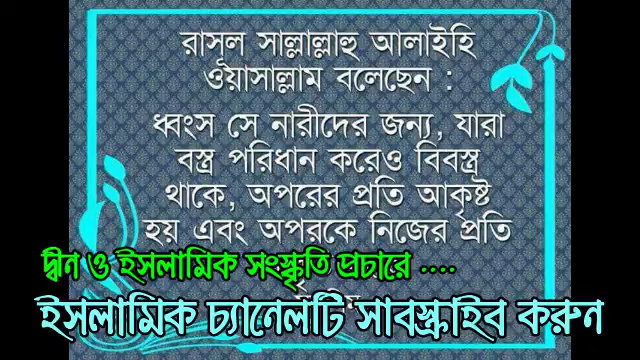 রাসূল সাল্লাল্লাহু আলাইহি
ওয়াসাল্লাম বলেছেন :
ধ্বংস সে নারীদের জন্য, যারা
বস্ত্র পরিধান করেও বিবস্ত্র
থাকে, অপরের প্রতি আকৃষ্ট
হয় এবং অপরকে নিজের প্রতি
দ্বীন ও ইসলামিক সংস্কৃতি প্রচারে ....
ইসলামিক চ্যানেলটি সাবস্ক্রাইব করুন